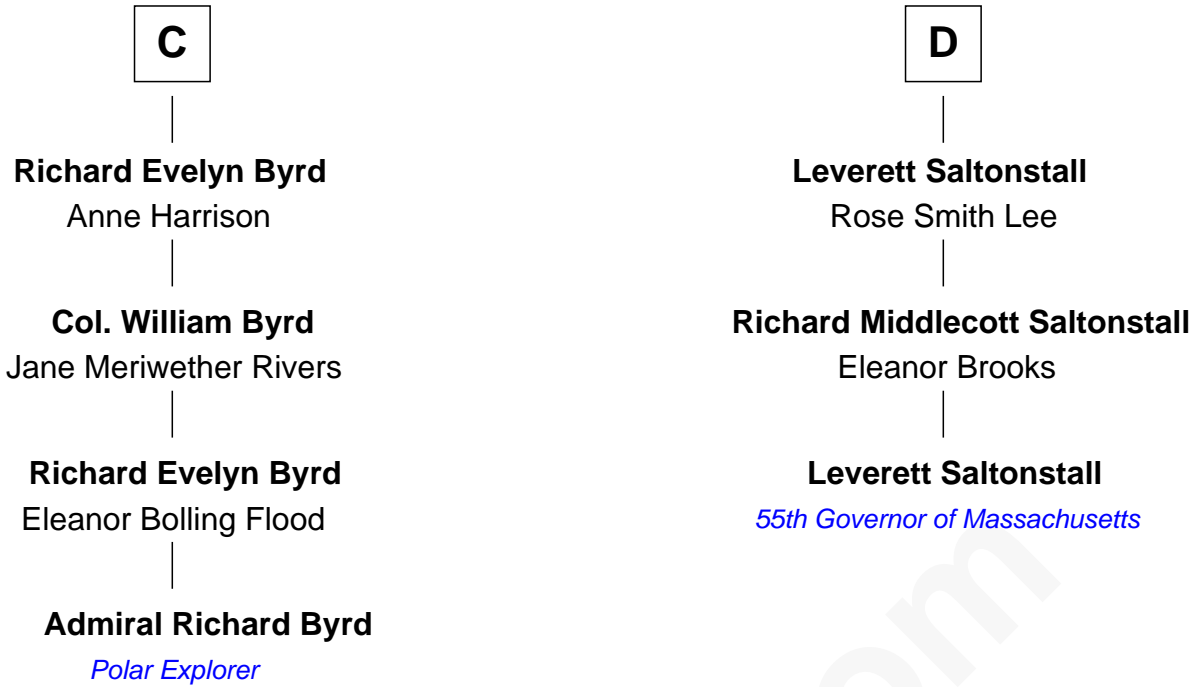 C
Richard Evelyn Byrd
Anne Harrison
Col. William Byrd
Jane Meriwether Rivers
Richard Evelyn Byrd
Eleanor Bolling Flood
Admiral Richard Byrd
Polar Explorer
D
Leverett Saltonstall
Rose Smith Lee
Richard Middlecott Saltonstall
Eleanor Brooks
Leverett Saltonstall
55th Governor of Massachusetts
om